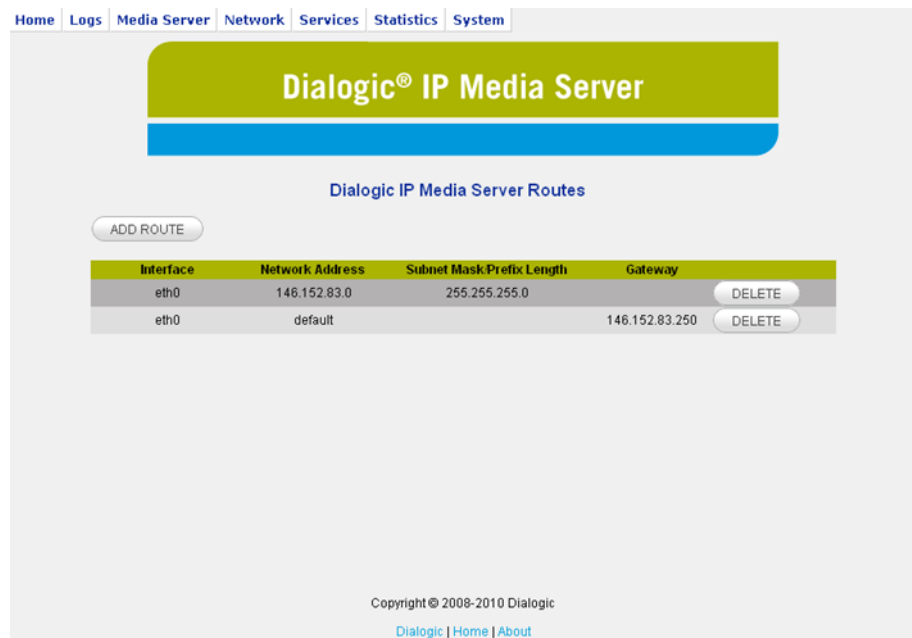 Home Logs Media Server Network Services Statistics System
Dialogic® IP Media Server
Dialogic IP Media Server Routes
ADD ROUTE
Interface Network Address Subnet Mask/Prefix Length Gateway
eth0 146.152.83.0 255.255.255.0 DELETE
eth0 default 146.152.83.250 DELETE
Copyright © 2008-2010 Dialogic
Dialogic | Home | About